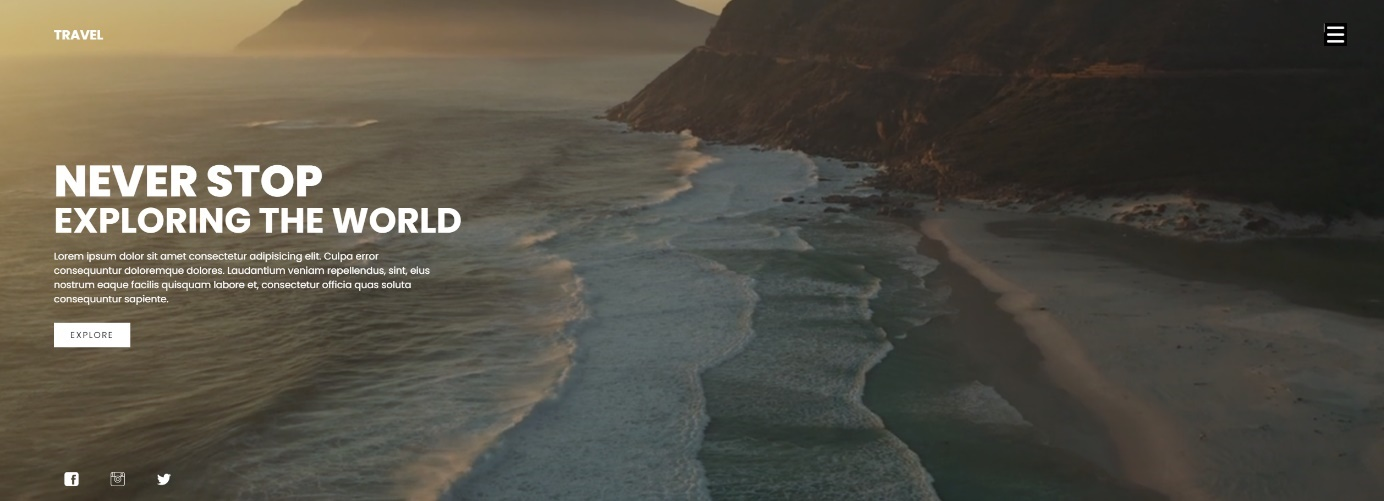 TRAVEL
NEVER STOP
EXPLORING THE WORLD
Lorem ipsum dolor sit amet consectetur adipisicing elit. Culpa error
consequuntur doloremque dolores. Laudantium veniam repellendus, sint, eius
nostrum eaque facilis quisquam labore et, consectetur officia quas soluta
consequuntur sapiente.
EXPLORE